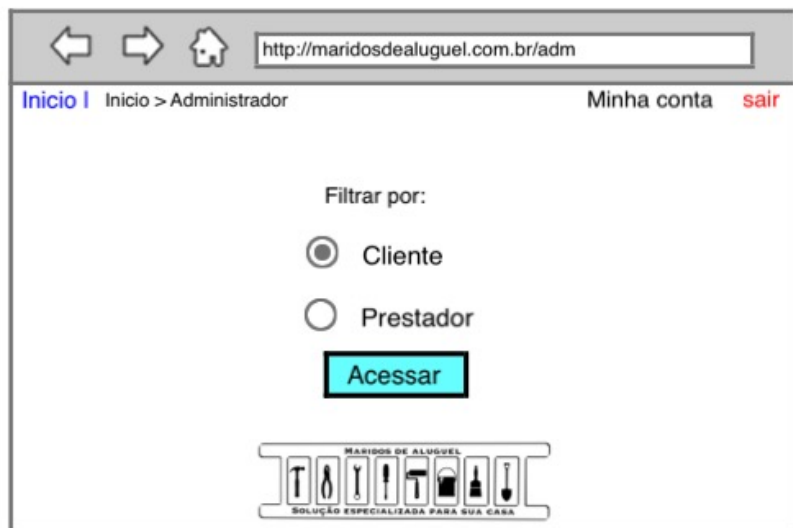 http://maridosdealuguel.com.br/adm
Inicio | Inicio > Administrador Minha conta sair
Filtrar por:
Cliente
Prestador
Acessar
MARIDOS DE ALUGUEL
SOLUÇÃO ESPECIALIZADA PARA SUA CASA